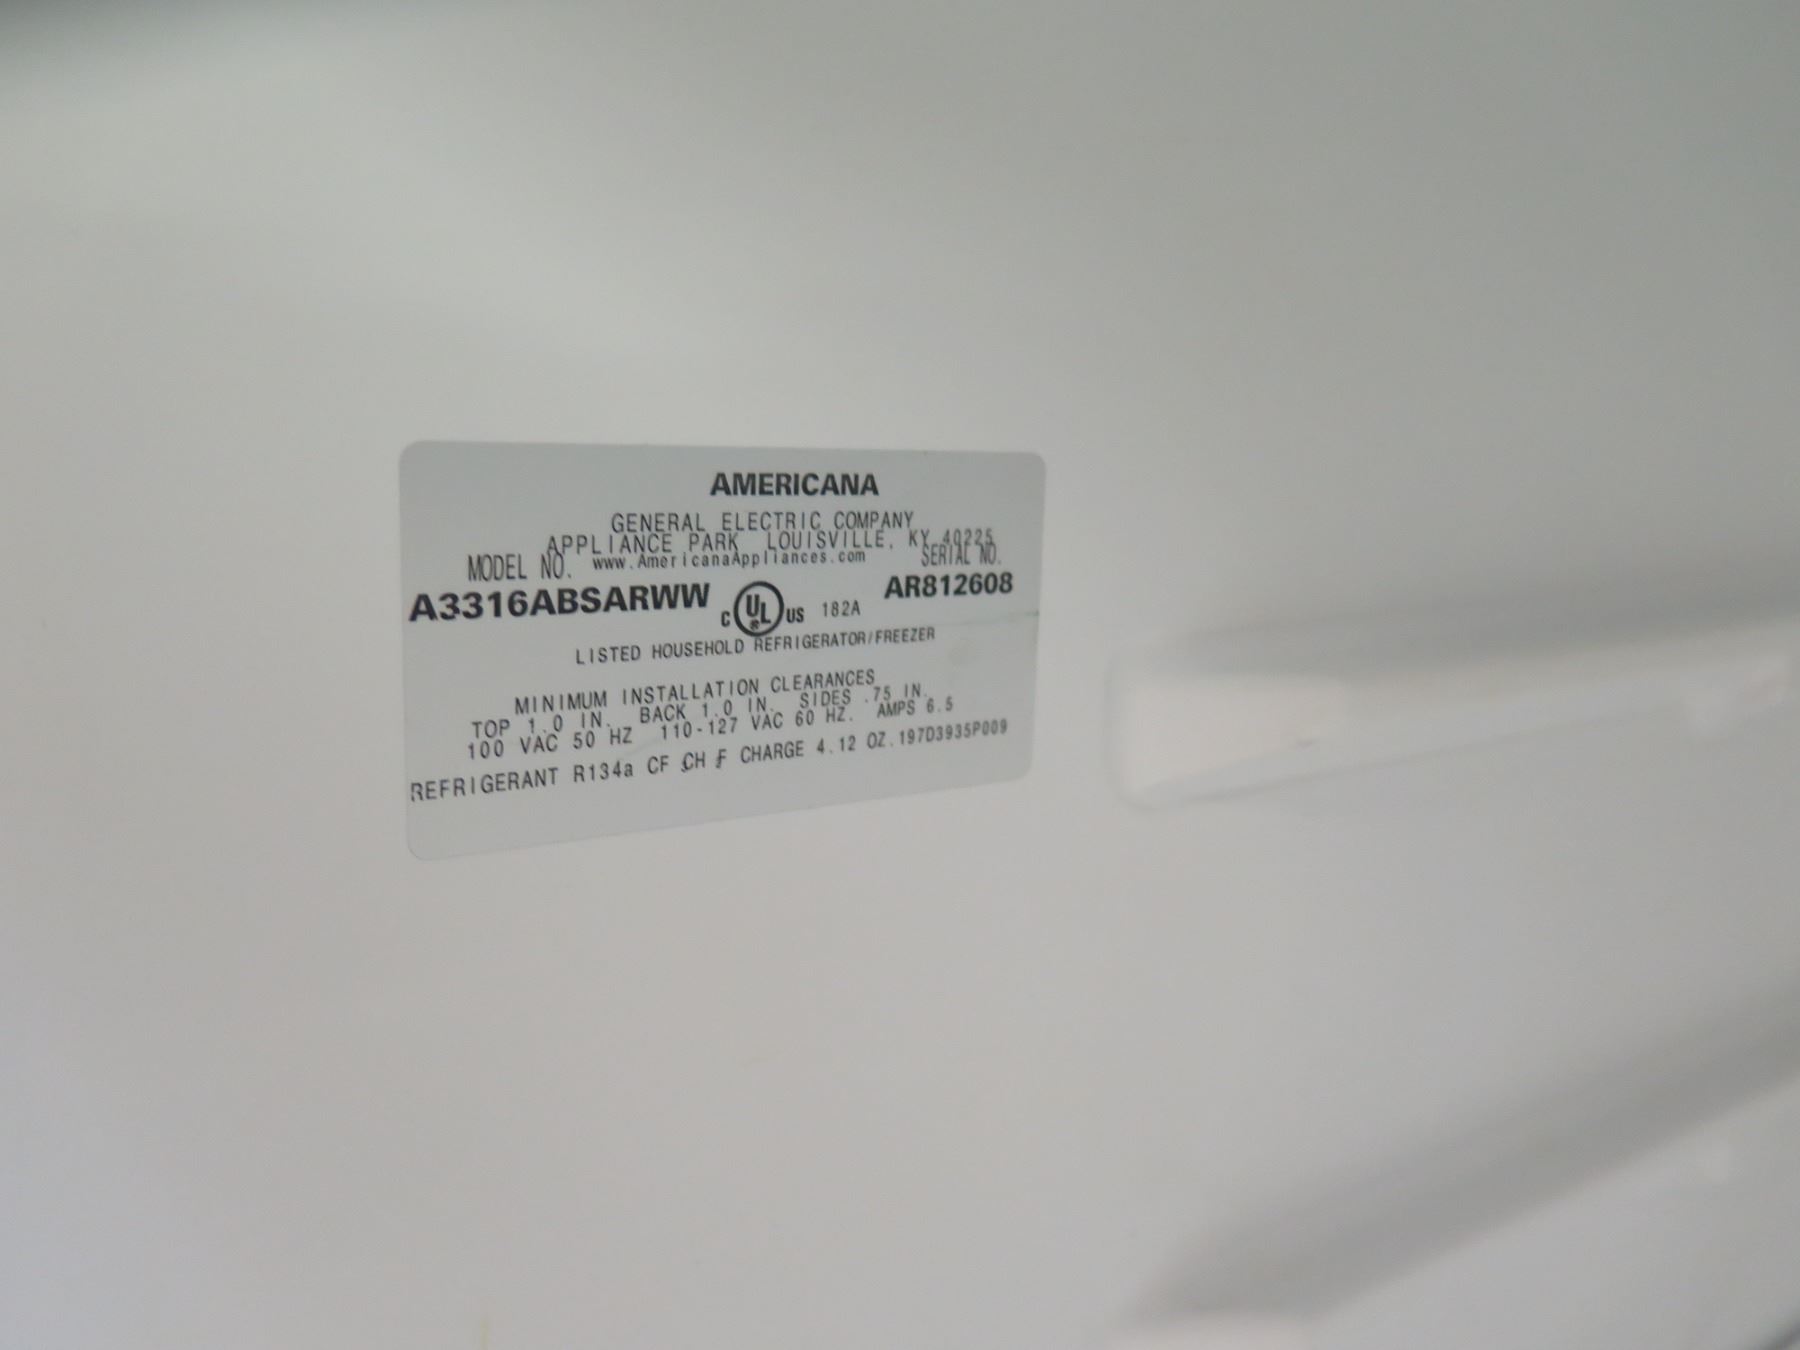 AMERICANA
GENERAL ELECTRIC COMPANY
APPLIANCE PARK LOUISVILLE, KY 40225
MODEL NO. www.AmericanaAppliances.com SERIAL NO.
A3316ABSARWW C UL ® US 182A AR812608
LISTED HOUSEHOLD REFRIGERATOR/FREEZER
MINIMUM INSTALLATION CLEARANCES
TOP 1.0 IN. BACK 1.0 IN. SIDES .75 IN.
100 VAC 50 HZ 110-127 VAC 60 HZ. AMPS 6.5
REFRIGERANT R134a CF CH F CHARGE 4.12 OZ.197D3935P009